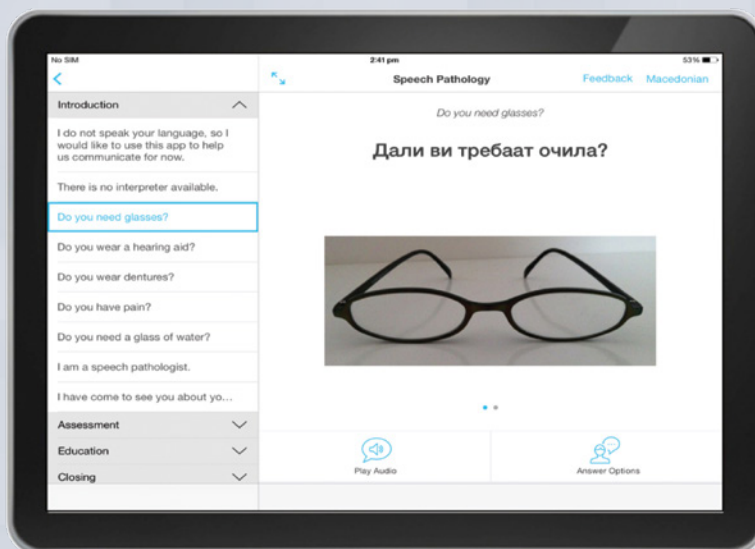 No SIM
2:41 pm
53%
Speech Pathology
Feedback
Macedonian
Introduction
I do not speak your language, so I
would like to use this app to help
us communicate for now.
There is no interpreter available.
Do you need glasses?
Do you wear a hearing aid?
Do you wear dentures?
Do you have pain?
Do you need a glass of water?
I am a speech pathologist.
I have come to see you about yo...
Assessment
Education
Closing
Do you need glasses?
Дали ви требаат очила?
Play Audio
Answer Options